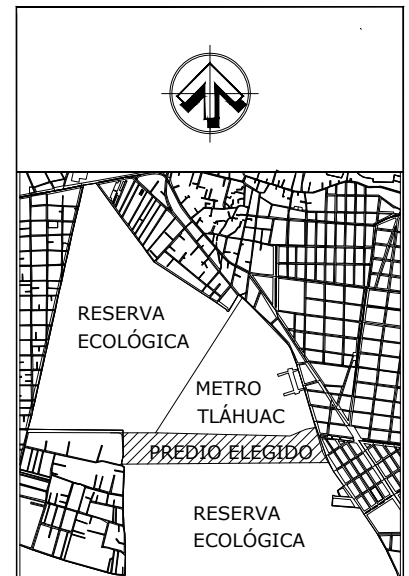 RESERVA
ECOLÓGICA
METRO
TLÁHUAC
PREDIO ELEGIDO
RESERVA
ECOLÓGICA